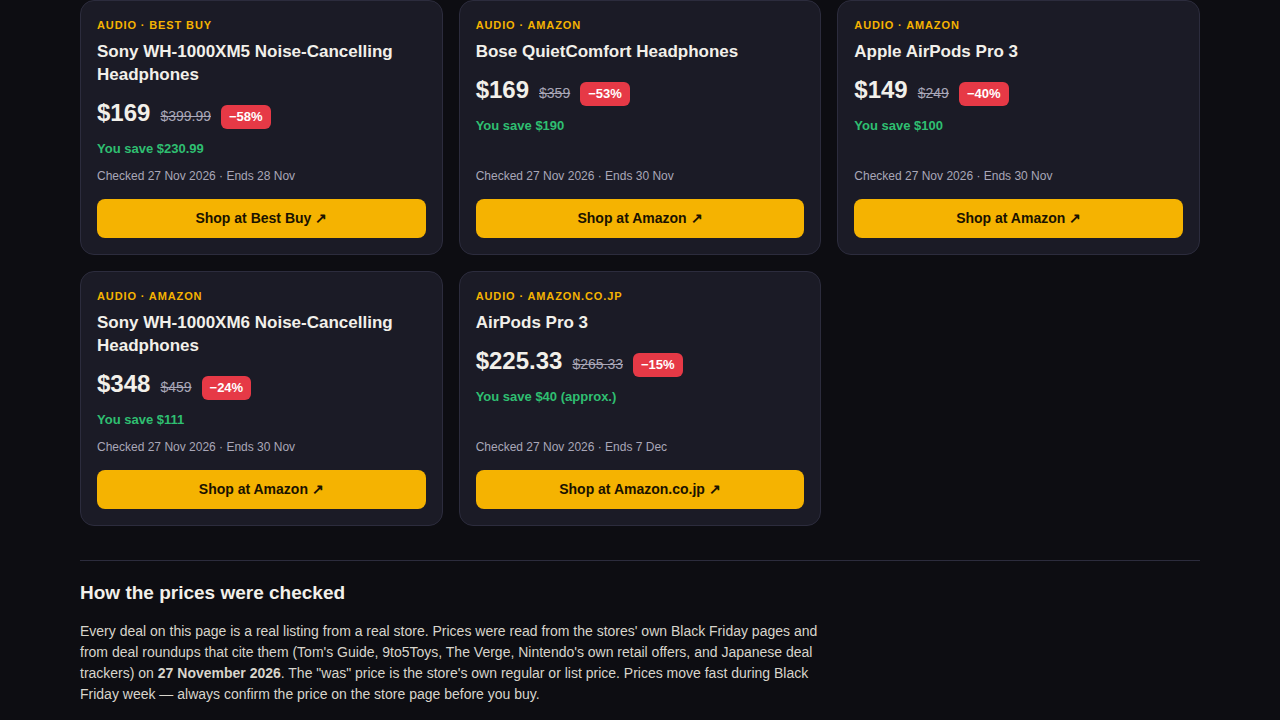 AUDIO · BEST BUY
Sony WH-1000XM5 Noise-Cancelling
Headphones
$169 $399.99 −58%
You save $230.99
Checked 27 Nov 2026 · Ends 28 Nov
Shop at Best Buy ↗
AUDIO · AMAZON
Bose QuietComfort Headphones
$169 $359 −53%
You save $190
Checked 27 Nov 2026 · Ends 30 Nov
Shop at Amazon ↗
AUDIO · AMAZON
Apple AirPods Pro 3
$149 $249 −40%
You save $100
Checked 27 Nov 2026 · Ends 30 Nov
Shop at Amazon ↗
AUDIO · AMAZON
Sony WH-1000XM6 Noise-Cancelling
Headphones
$348 $459 −24%
You save $111
Checked 27 Nov 2026 · Ends 30 Nov
Shop at Amazon ↗
AUDIO · AMAZON.CO.JP
AirPods Pro 3
$225.33 $265.33 −15%
You save $40 (approx.)
Checked 27 Nov 2026 · Ends 7 Dec
Shop at Amazon.co.jp ↗
How the prices were checked
Every deal on this page is a real listing from a real store. Prices were read from the stores' own Black Friday pages and
from deal roundups that cite them (Tom's Guide, 9to5Toys, The Verge, Nintendo's own retail offers, and Japanese deal
trackers) on 27 November 2026. The "was" price is the store's own regular or list price. Prices move fast during Black
Friday week — always confirm the price on the store page before you buy.